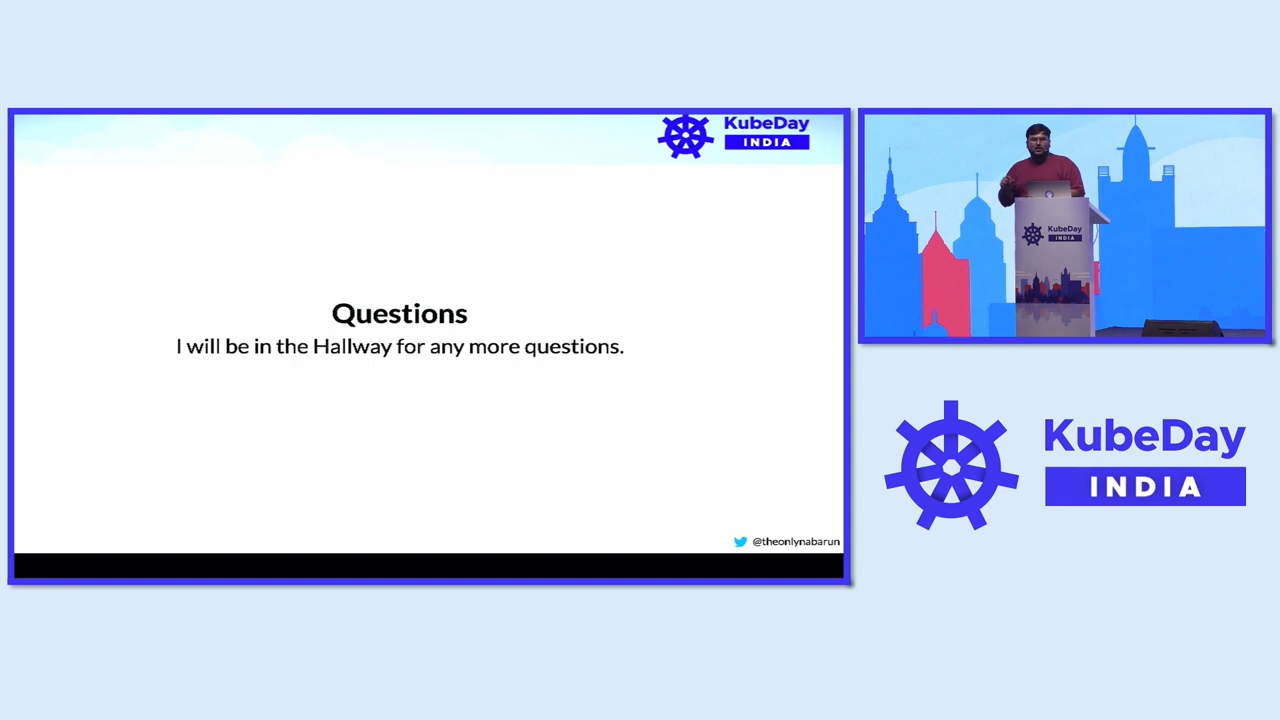 KubeDay
INDIA
Questions
I will be in the Hallway for any more questions.
@theonlynabarun
KubeDay
INDIA
KubeDay
INDIA